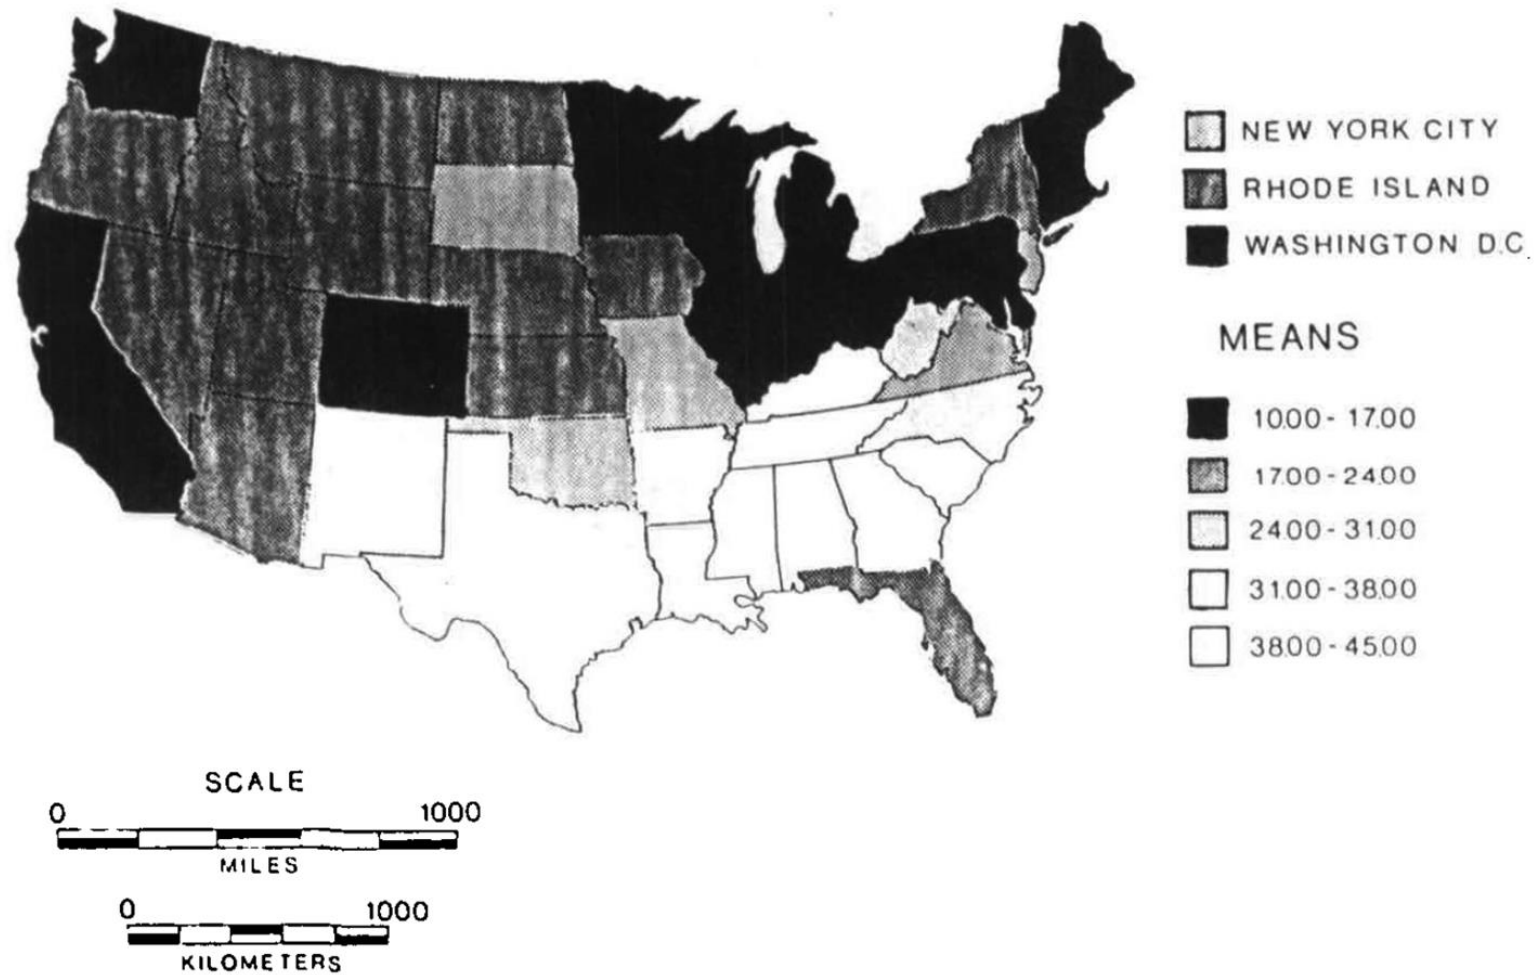 NEW YORK CITY
RHODE ISLAND
WASHINGTON D.C.
MEANS
10.00 - 17.00
17.00 - 24.00
24.00 - 31.00
31.00 - 38.00
38.00 - 45.00
SCALE
0 1000
MILES
0 1000
KILOMETERS